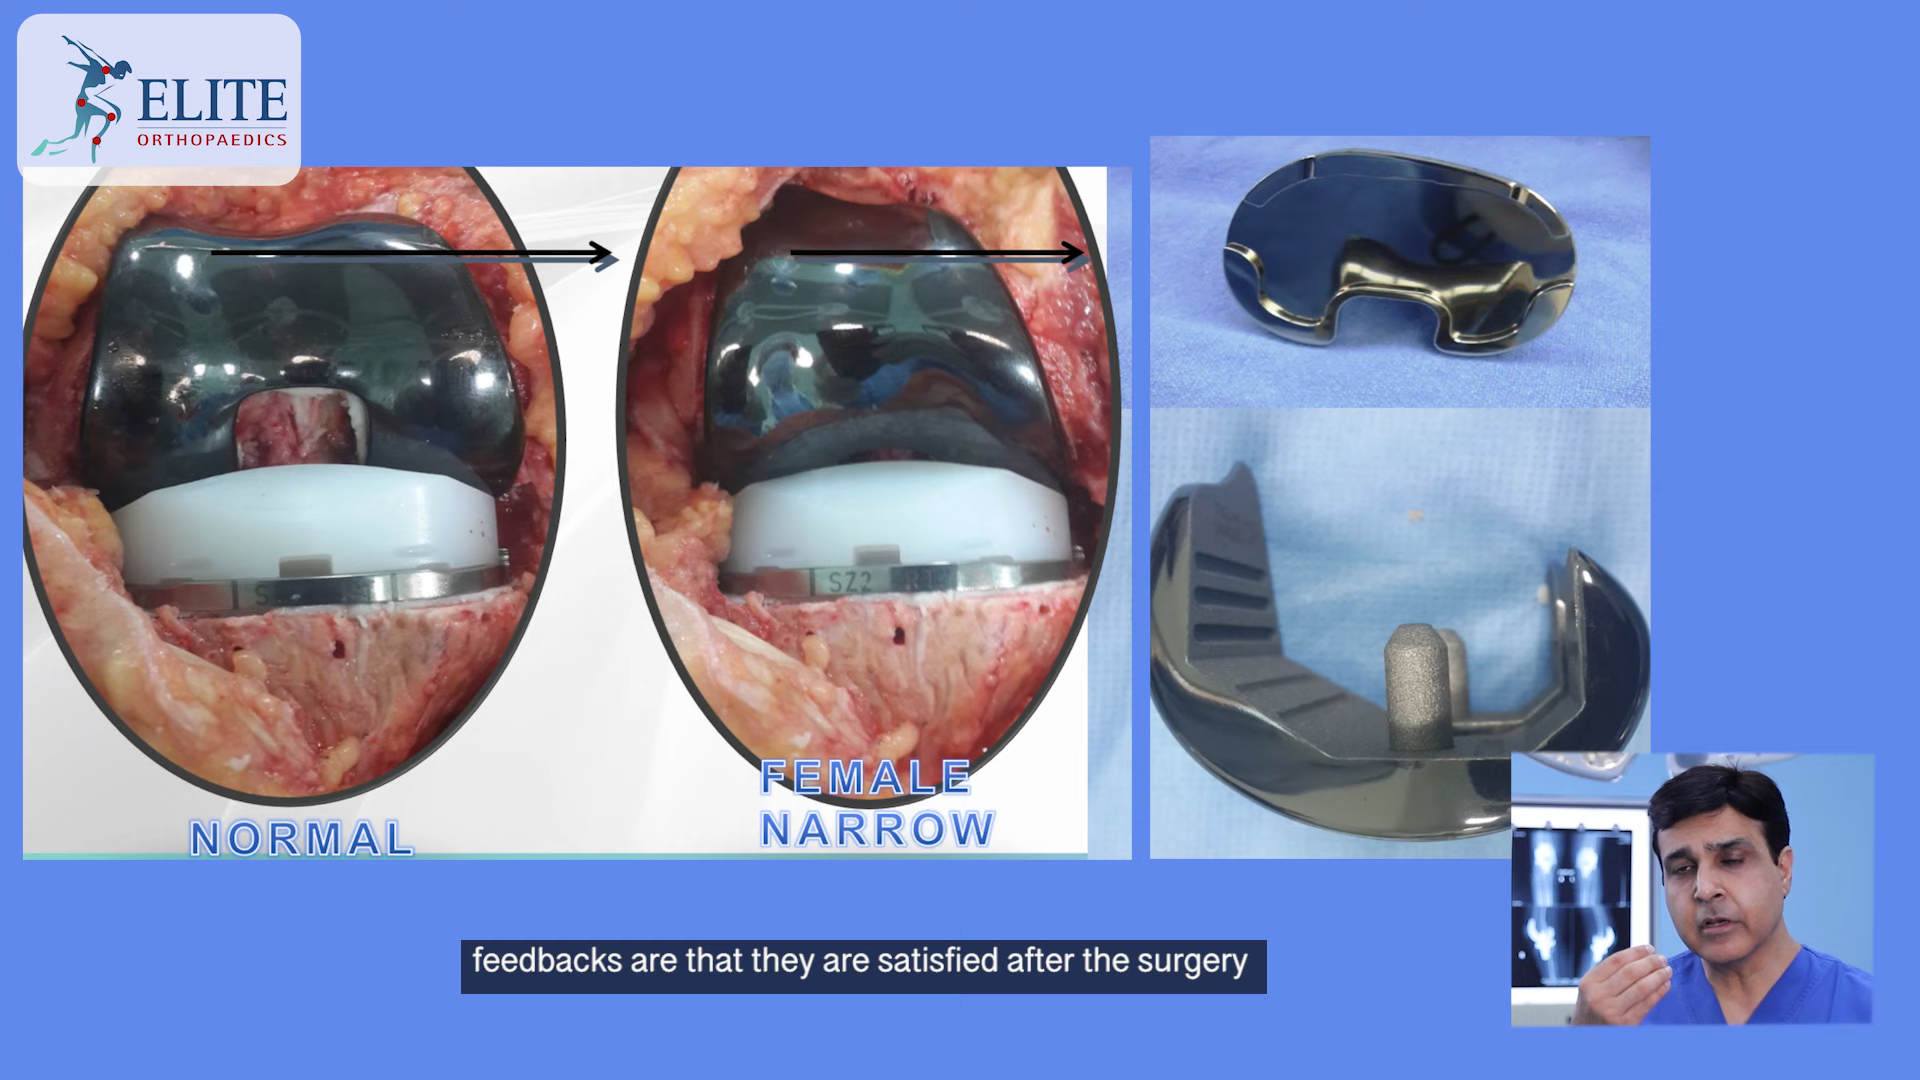 ELITE
ORTHOPAEDICS
SZ2
NORMAL
FEMALE
NARROW
feedbacks are that they are satisfied after the surgery